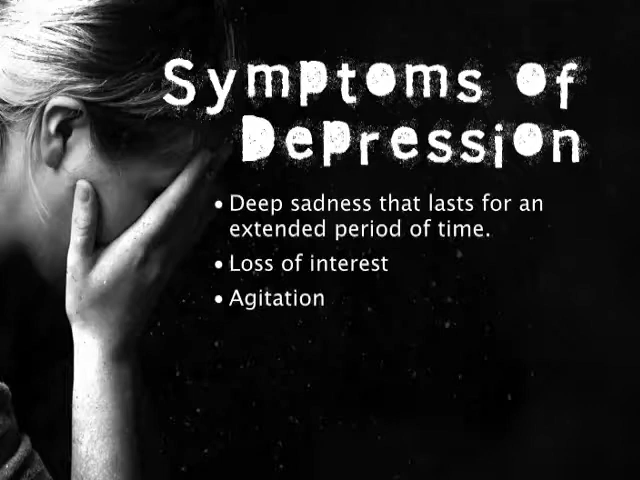 Symptoms of
Depression
• Deep sadness that lasts for an
extended period of time.
• Loss of interest
• Agitation